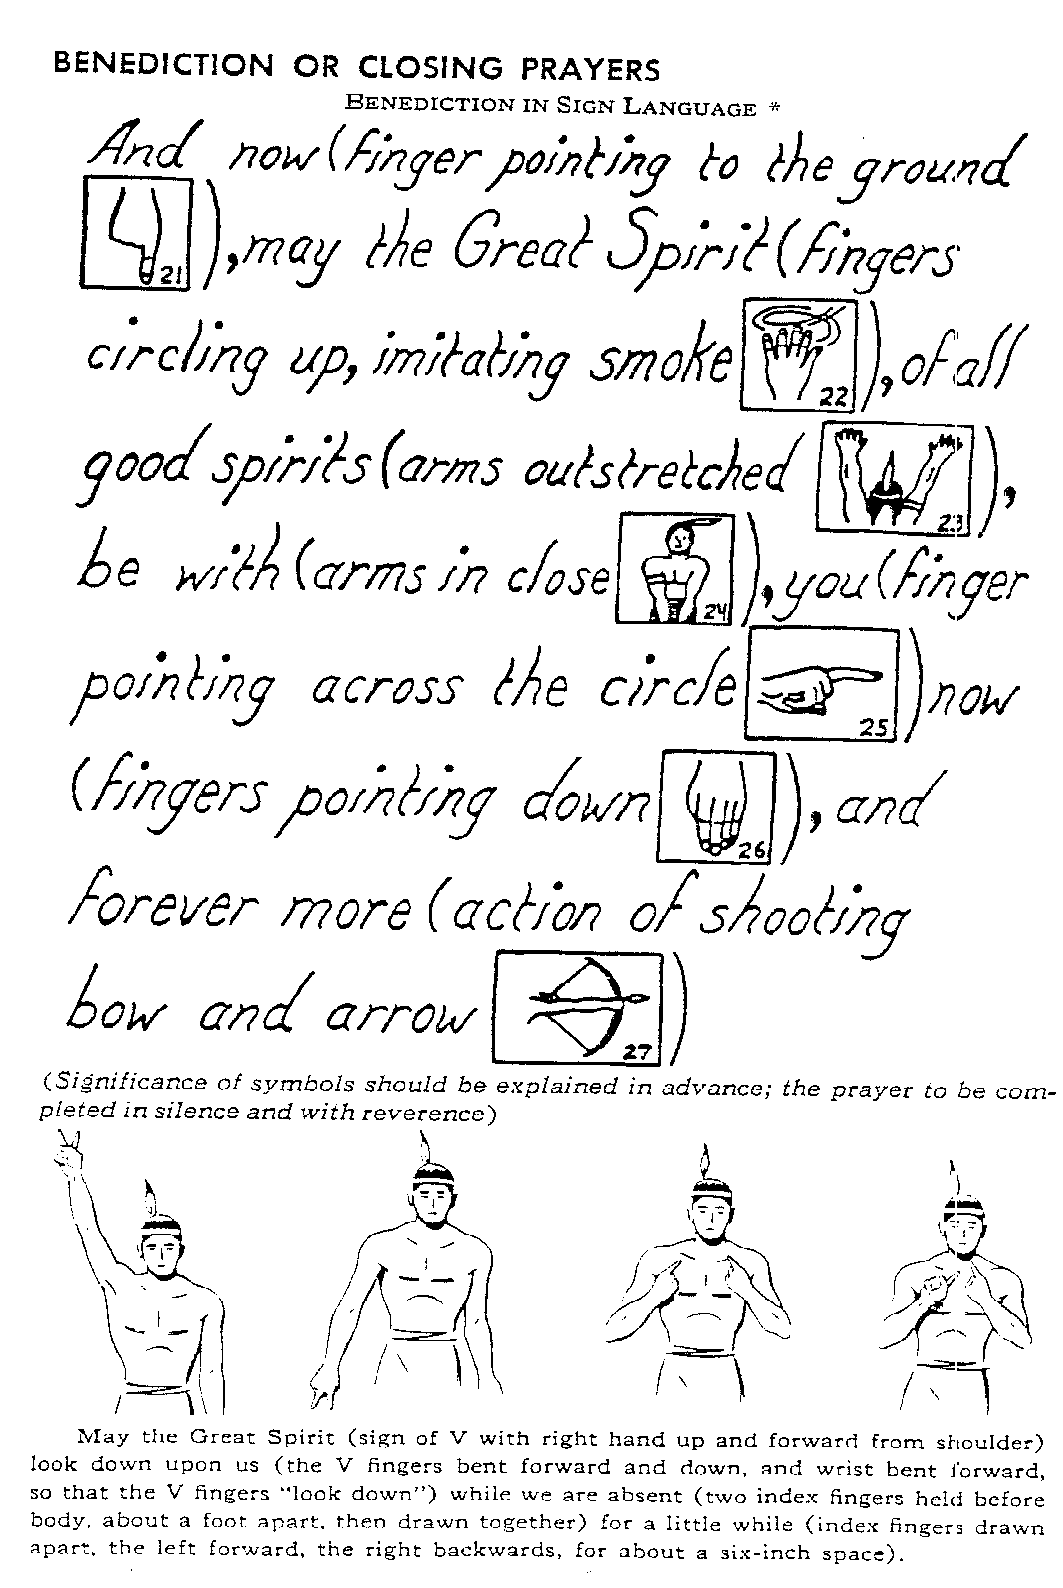 BENEDICTION OR CLOSING PRAYERS
BENEDICTION IN SIGN LANGUAGE *
And now (finger pointing to the ground
21), may the Great Spirit (fingers
circling up, imitating smoke 22), of all
good spirits (arms outstretched 23),
be with (arms in close 24), you (finger
pointing across the circle 25) now
(fingers pointing down 26), and
forever more (action of shooting
bow and arrow 27)
(Significance of symbols should be explained in advance; the prayer to be com-
pleted in silence and with reverence)
May the Great Spirit (sign of V with right hand up and forward from shoulder)
look down upon us (the V fingers bent forward and down, and wrist bent forward,
so that the V fingers "look down") while we are absent (two index fingers held before
body, about a foot apart, then drawn together) for a little while (index fingers drawn
apart, the left forward, the right backwards, for about a six-inch space).